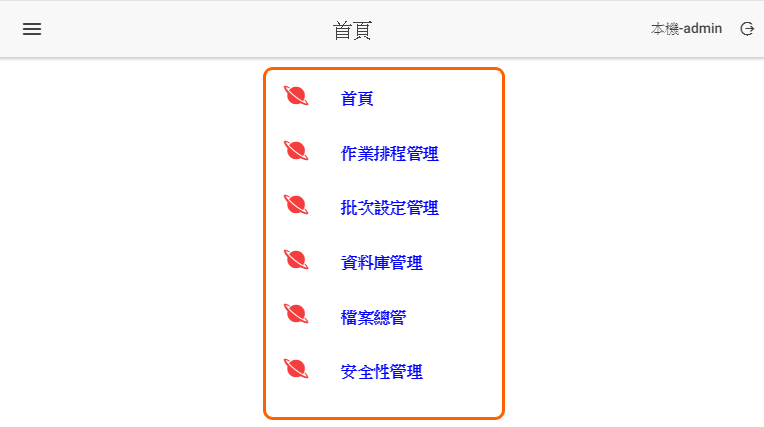 首頁
本機-admin
首頁
作業排程管理
批次設定管理
資料庫管理
檔案總管
安全性管理